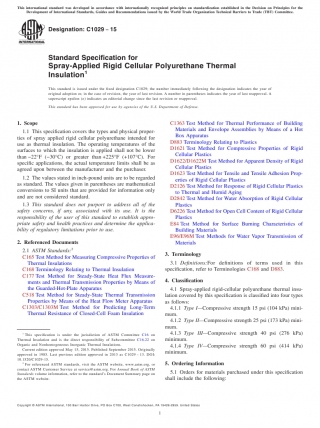 This international standard was developed in accordance with internationally recognized principles on standardization established in the Decision on Principles for the
Development of International Standards, Guides and Recommendations issued by the World Trade Organization Technical Barriers to Trade (TBT) Committee.
Designation: C1029 − 15
Standard Specification for
Spray-Applied Rigid Cellular Polyurethane Thermal
Insulation1
This standard is issued under the fixed designation C1029; the number immediately following the designation indicates the year of
original adoption or, in the case of revision, the year of last revision. A number in parentheses indicates the year of last reapproval. A
superscript epsilon (ε) indicates an editorial change since the last revision or reapproval.
This standard has been approved for use by agencies of the U.S. Department of Defense.
1. Scope
1.1 This specification covers the types and physical proper-
ties of spray applied rigid cellular polyurethane intended for
use as thermal insulation. The operating temperatures of the
surfaces to which the insulation is applied shall not be lower
than −22°F (−30°C) or greater than +225°F (+107°C). For
specific applications, the actual temperature limits shall be as
agreed upon between the manufacturer and the purchaser.
1.2 The values stated in inch-pound units are to be regarded
as standard. The values given in parentheses are mathematical
conversions to SI units that are provided for information only
and are not considered standard.
1.3 This standard does not purport to address all of the
safety concerns, if any, associated with its use. It is the
responsibility of the user of this standard to establish appro-
priate safety and health practices and determine the applica-
bility of regulatory limitations prior to use.
2. Referenced Documents
2.1 ASTM Standards:2
C165 Test Method for Measuring Compressive Properties of
Thermal Insulations
C168 Terminology Relating to Thermal Insulation
C177 Test Method for Steady-State Heat Flux Measure-
ments and Thermal Transmission Properties by Means of
the Guarded-Hot-Plate Apparatus
C518 Test Method for Steady-State Thermal Transmission
Properties by Means of the Heat Flow Meter Apparatus
C1303/C1303M Test Method for Predicting Long-Term
Thermal Resistance of Closed-Cell Foam Insulation
1 This specification is under the jurisdiction of ASTM Committee C16 on
Thermal Insulation and is the direct responsibility of Subcommittee C16.22 on
Organic and Nonhomogeneous Inorganic Thermal Insulations.
Current edition approved May 15, 2015. Published September 2015. Originally
approved in 1985. Last previous edition approved in 2013 as C1029 – 13. DOI:
10.1520/C1029-15.
2 For referenced ASTM standards, visit the ASTM website, www.astm.org, or
contact ASTM Customer Service at service@astm.org. For Annual Book of ASTM
Standards volume information, refer to the standard's Document Summary page on
the ASTM website.
C1363 Test Method for Thermal Performance of Building
Materials and Envelope Assemblies by Means of a Hot
Box Apparatus
D883 Terminology Relating to Plastics
D1621 Test Method for Compressive Properties of Rigid
Cellular Plastics
D1622/D1622M Test Method for Apparent Density of Rigid
Cellular Plastics
D1623 Test Method for Tensile and Tensile Adhesion Prop-
erties of Rigid Cellular Plastics
D2126 Test Method for Response of Rigid Cellular Plastics
to Thermal and Humid Aging
D2842 Test Method for Water Absorption of Rigid Cellular
Plastics
D6226 Test Method for Open Cell Content of Rigid Cellular
Plastics
E84 Test Method for Surface Burning Characteristics of
Building Materials
E96/E96M Test Methods for Water Vapor Transmission of
Materials
3. Terminology
3.1 Definitions:For definitions of terms used in this
specification, refer to Terminologies C168 and D883.
4. Classification
4.1 Spray-applied rigid-cellular polyurethane thermal insu-
lation covered by this specification is classified into four types
as follows:
4.1.1 Type I—Compressive strength 15 psi (104 kPa) mini-
mum.
4.1.2 Type II—Compressive strength 25 psi (173 kPa) mini-
mum.
4.1.3 Type III—Compressive strength 40 psi (276 kPa)
minimum.
4.1.4 Type IV—Compressive strength 60 psi (414 kPa)
minimum.
5. Ordering Information
5.1 Orders for materials purchased under this specification
shall include the following:
Copyright © ASTM International, 100 Barr Harbor Drive, PO Box C700, West Conshohocken, PA 19428-2959. United States
1